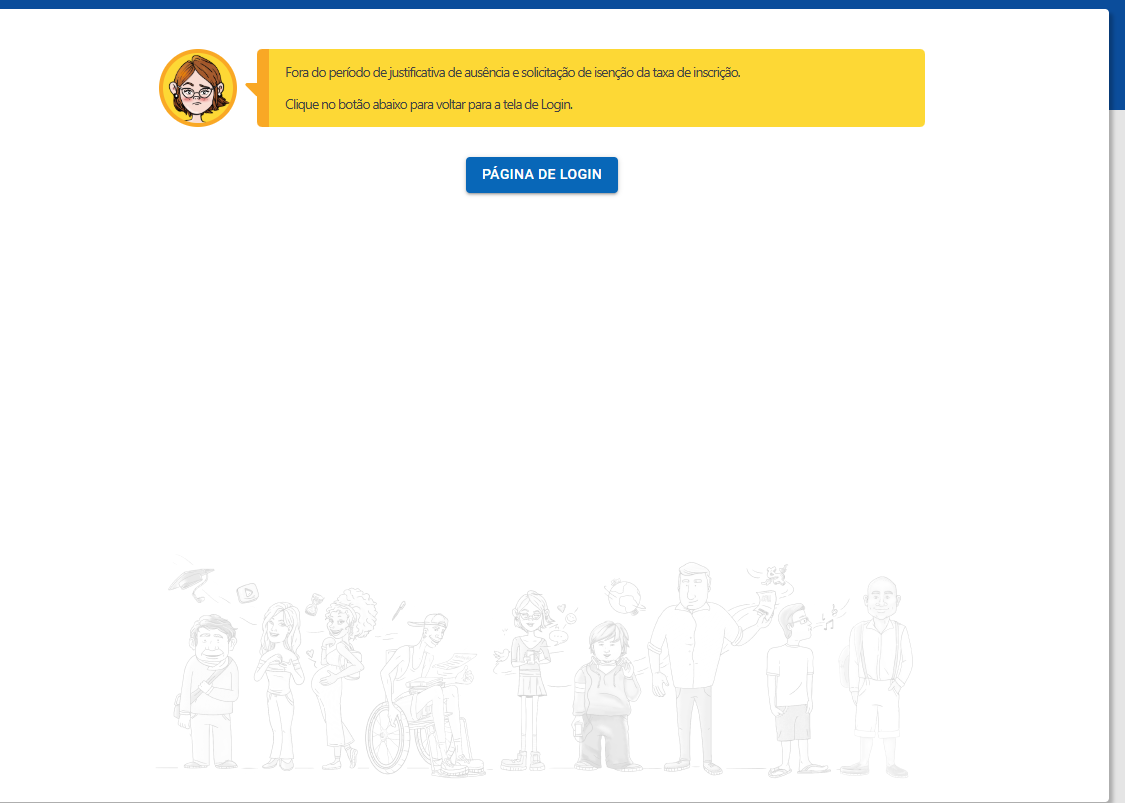 Fora do período de justificativa de ausência e solicitação de isenção da taxa de inscrição.
Clique no botão abaixo para voltar para a tela de Login.
PÁGINA DE LOGIN